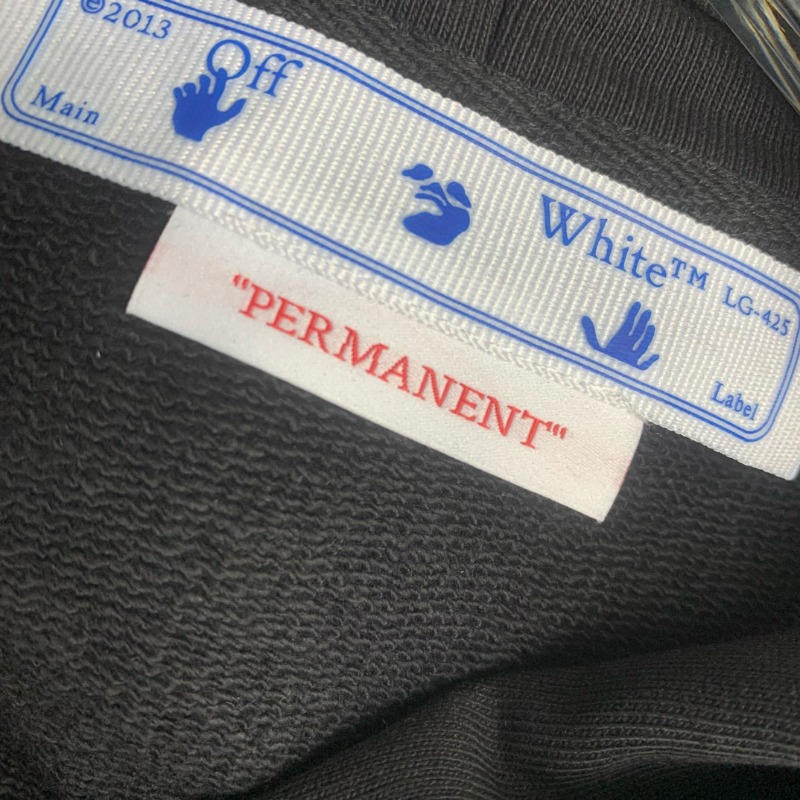 ©2013
Off
Main
White™
LG-425
Label
"PERMANENT"